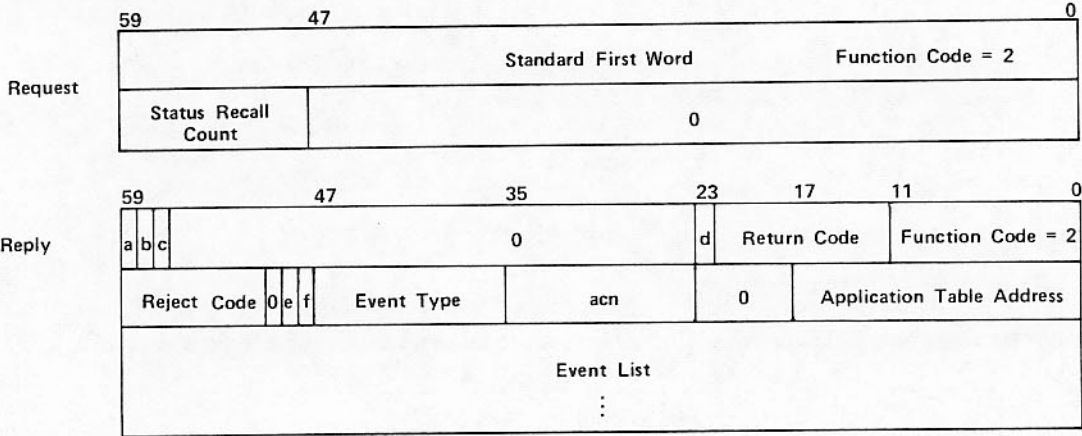 59 47 0
Request
Standard First Word Function Code = 2
Status Recall
Count
0
59 47 35 23 17 11 0
Reply
a b c 0 d Return Code Function Code = 2
Reject Code 0 e f Event Type acn 0 Application Table Address
Event List
⋮